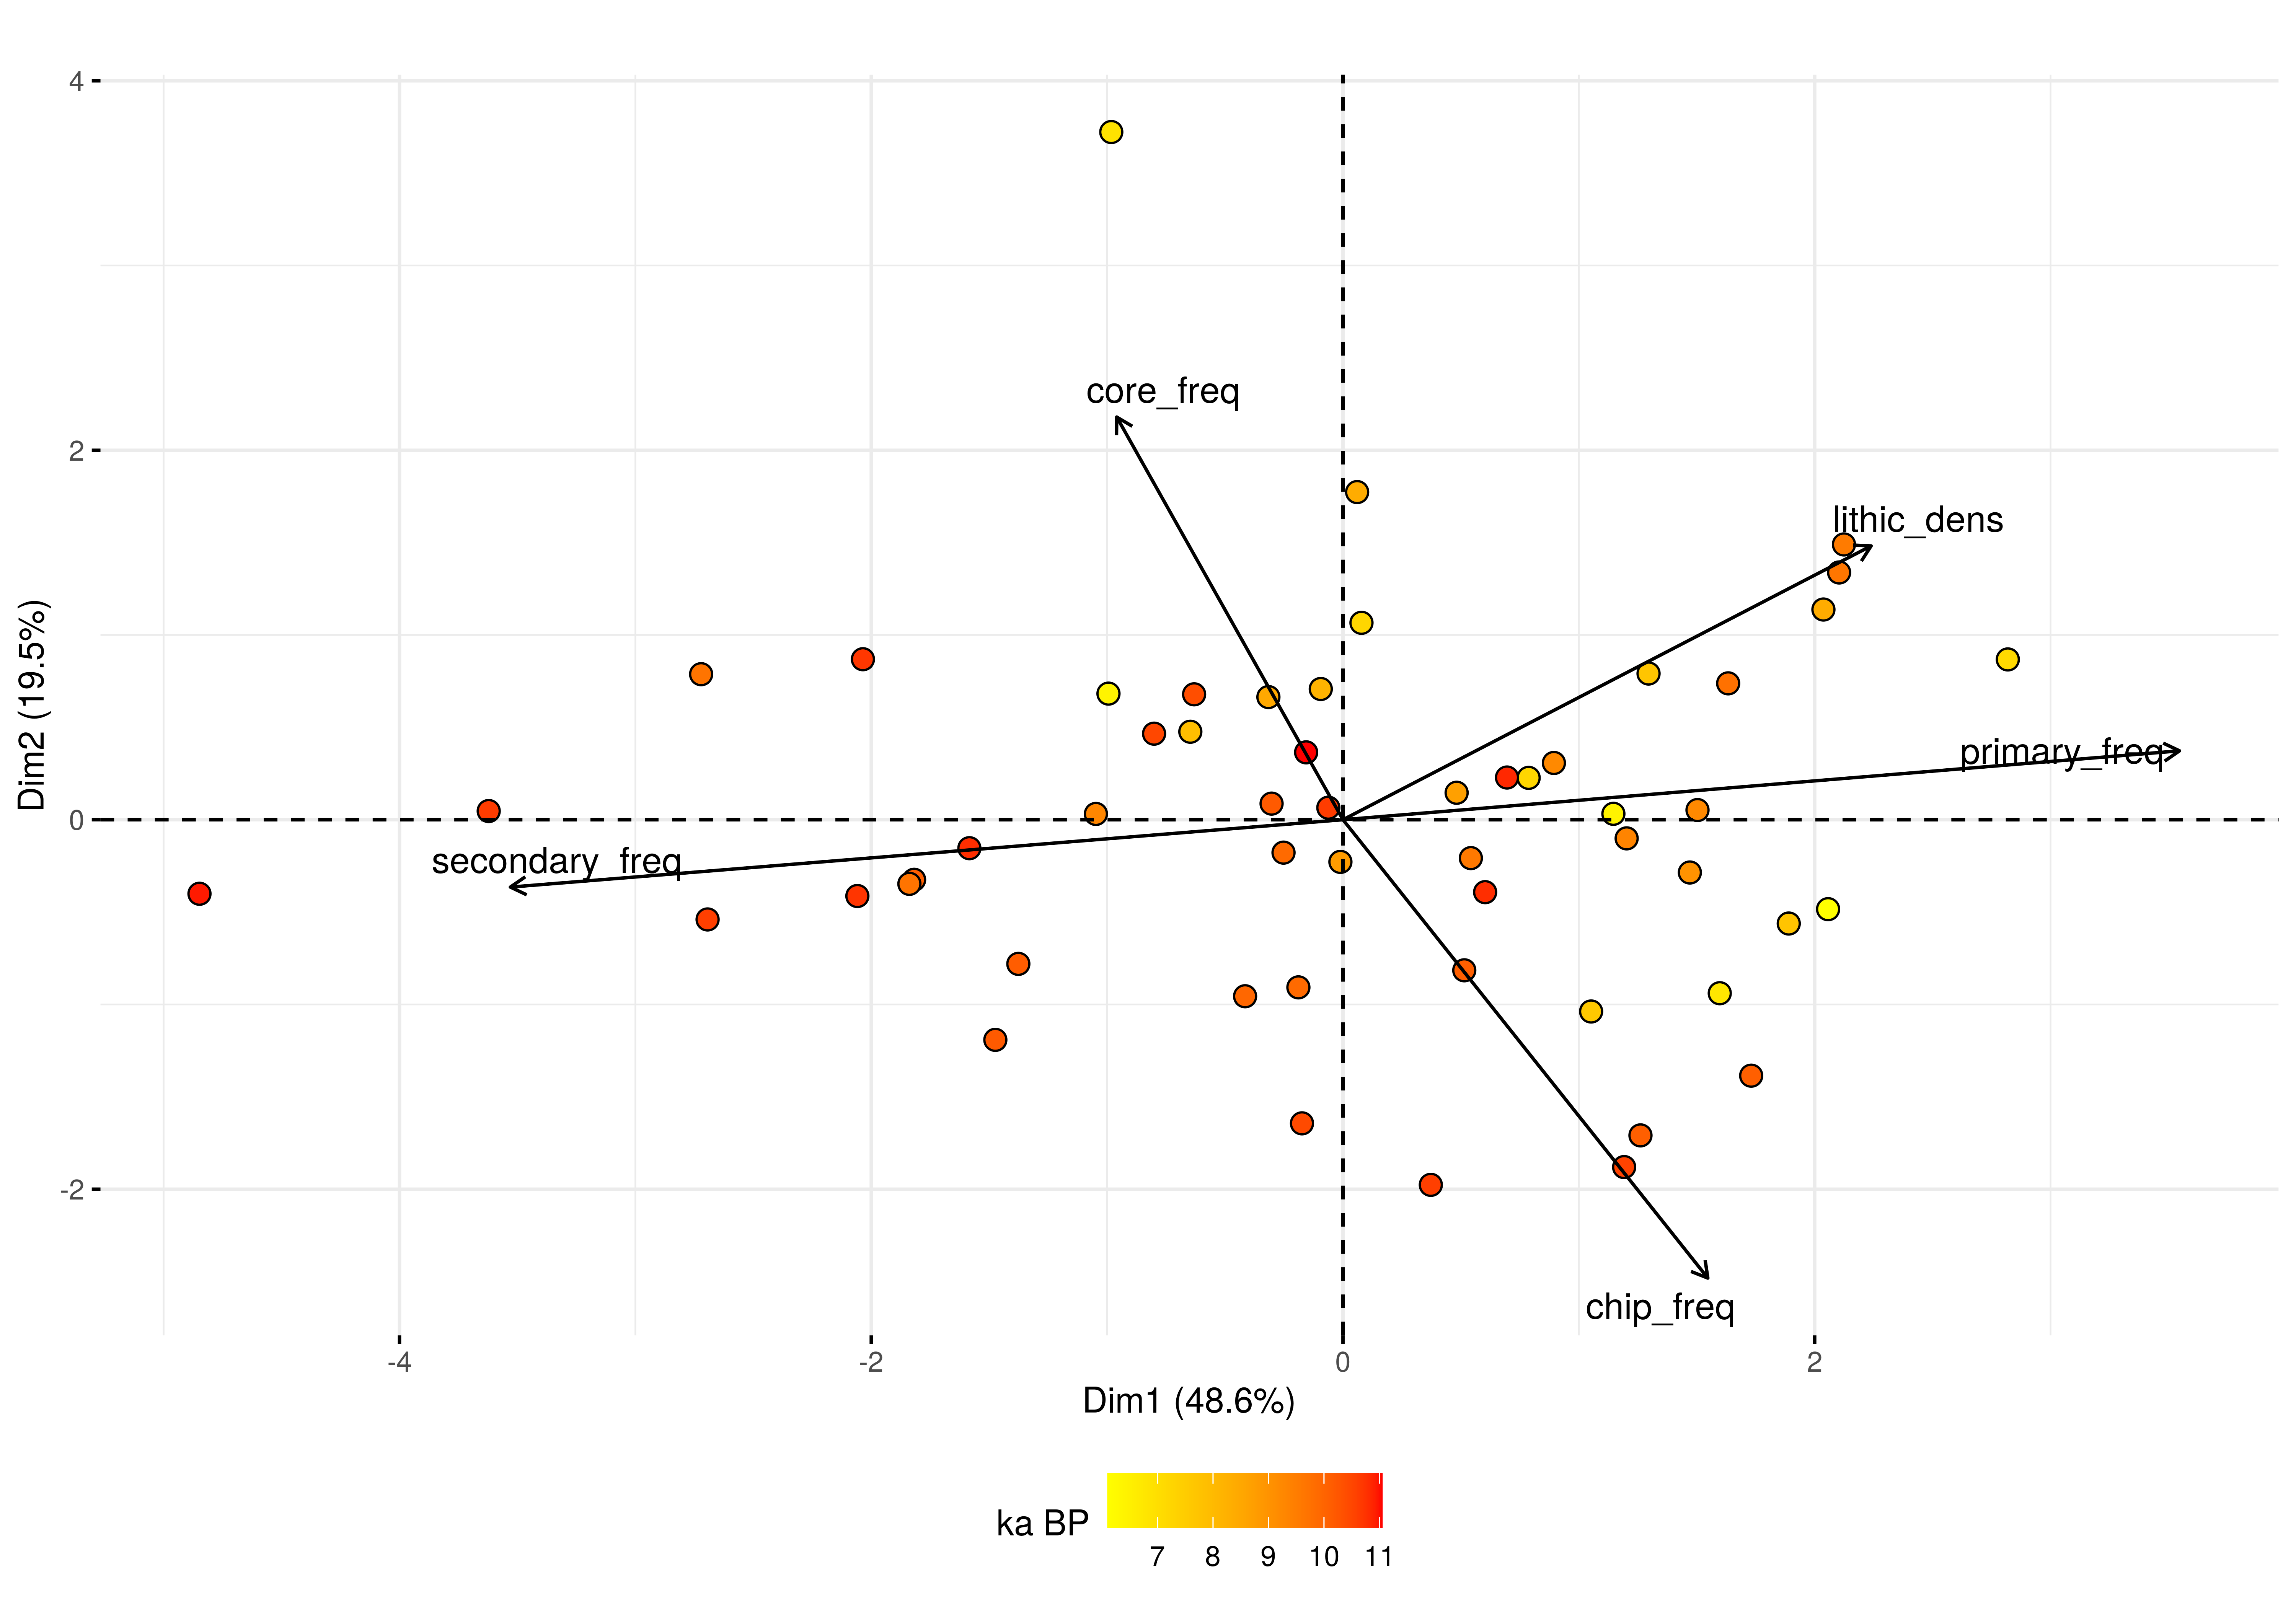 4
core_freq
2
lithic_dens
primary_freq
Dim2 (19.5%)
0
secondary_freq
-2
chip_freq
-4 -2 0 2
Dim1 (48.6%)
ka BP
7 8 9 10 11